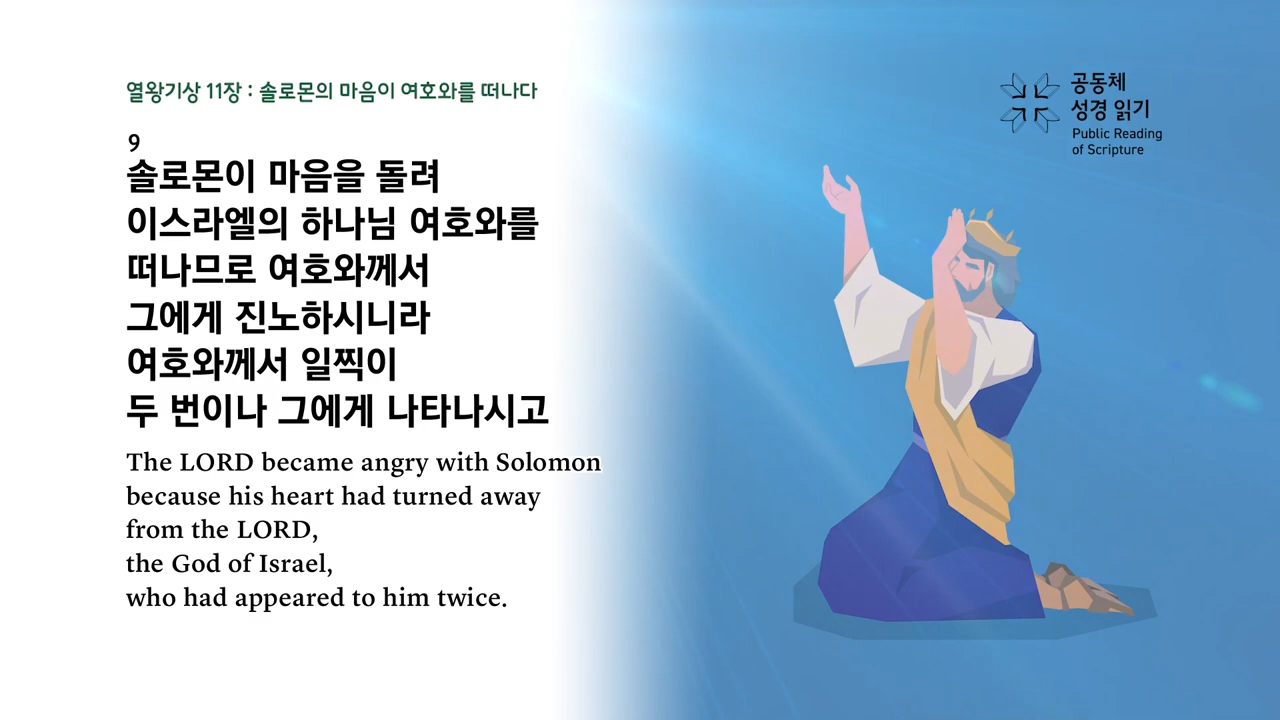 열왕기상 11장 : 솔로몬의 마음이 여호와를 떠나다
9
솔로몬이 마음을 돌려
이스라엘의 하나님 여호와를
떠나므로 여호와께서
그에게 진노하시니라
여호와께서 일찍이
두 번이나 그에게 나타나시고
The LORD became angry with Solomon
because his heart had turned away
from the LORD,
the God of Israel,
who had appeared to him twice.
공동체
성경 읽기
Public Reading
of Scripture